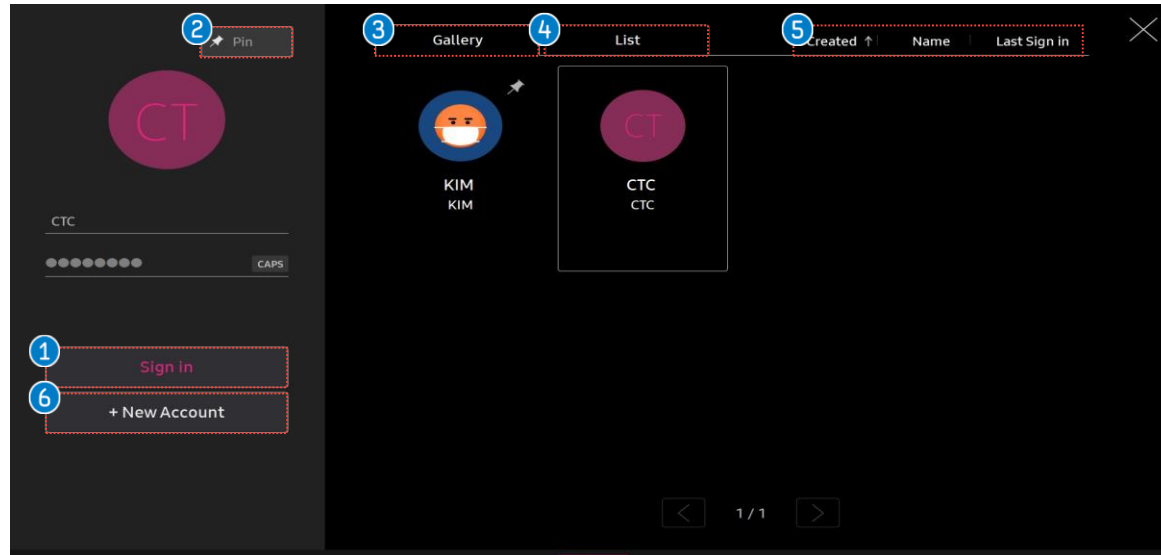 2
Pin
CT
CTC
CAPS
1
Sign in
6
+ New Account
3
Gallery
4
List
5
Created ↑ Name Last Sign in
KIM
KIM
CT
CTC
CTC
1 / 1